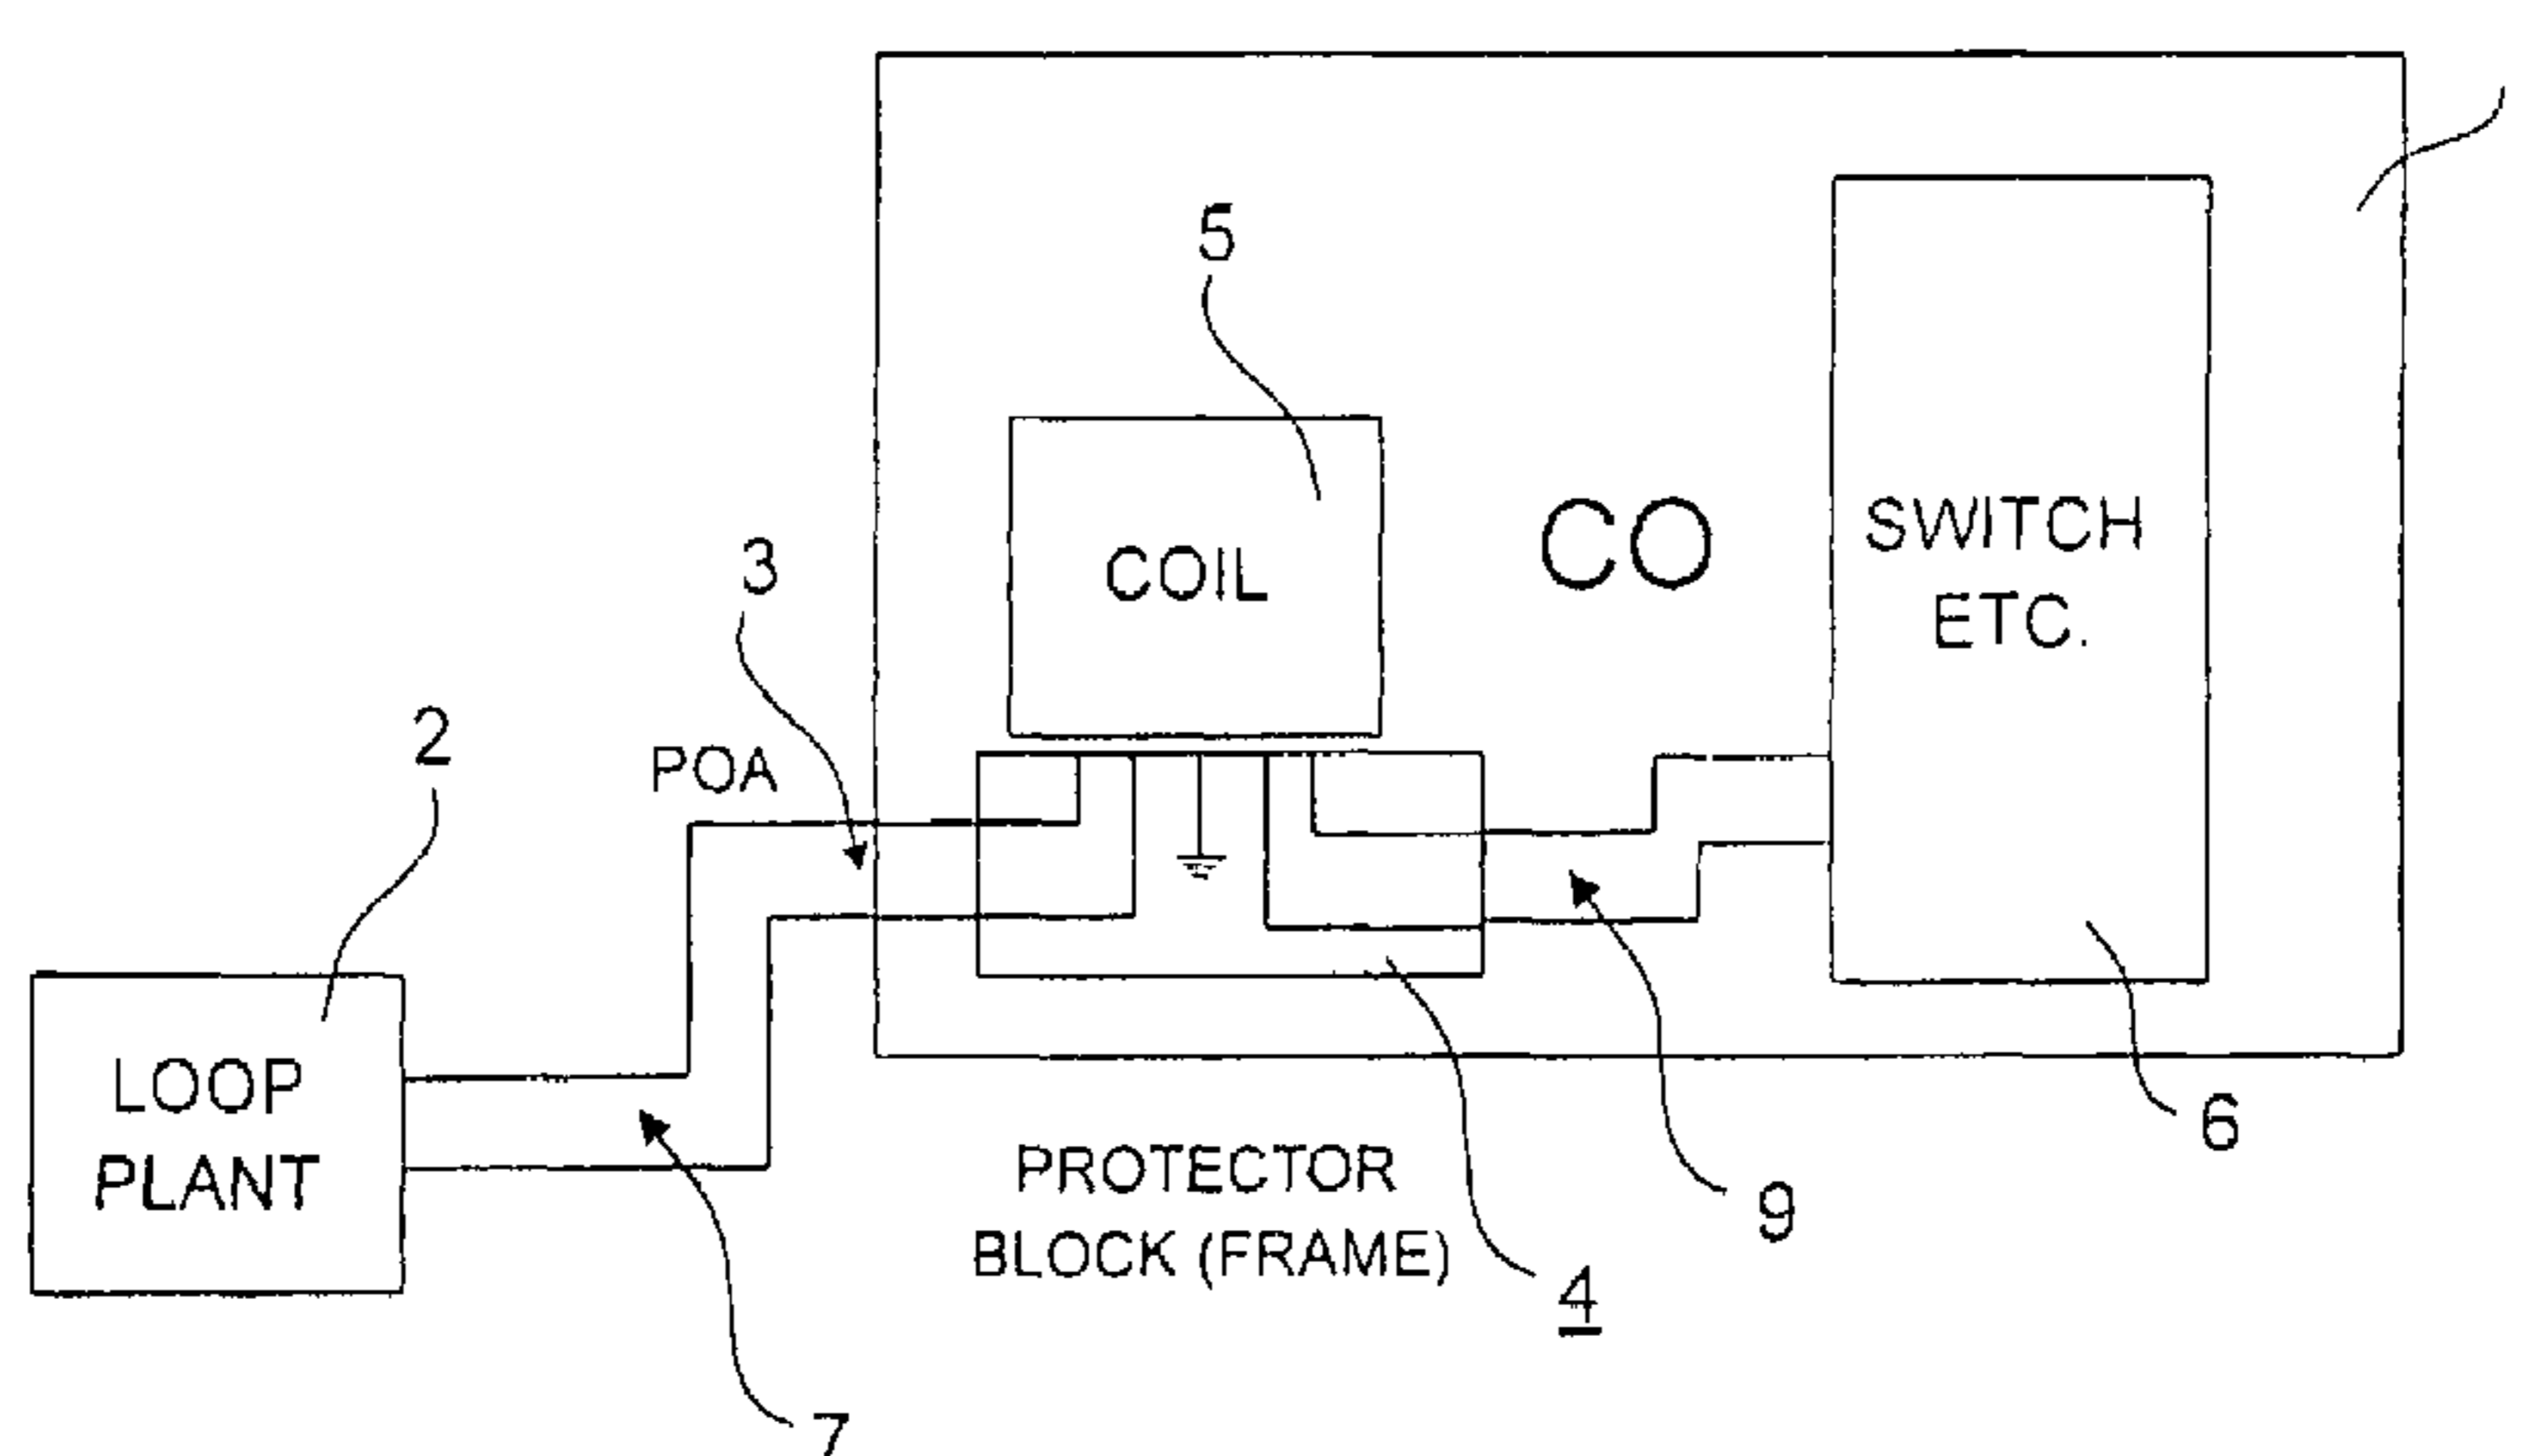 5
COIL
CO
SWITCH
ETC.
3
2
POA
LOOP
PLANT
PROTECTOR
BLOCK (FRAME)
4
9
6
7